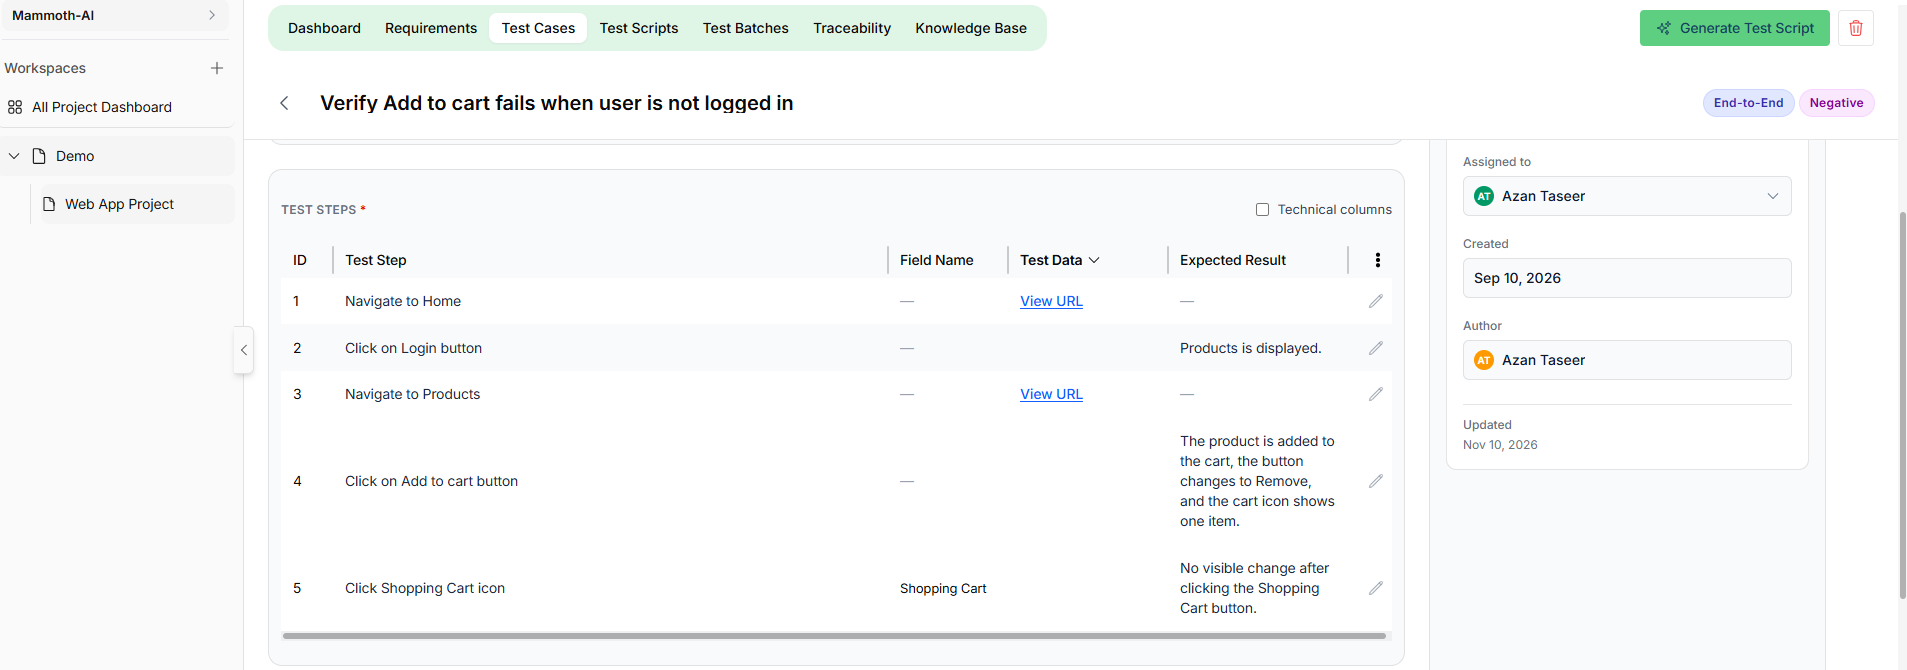 Mammoth-AI
Workspaces
All Project Dashboard
Demo
Web App Project
Dashboard Requirements Test Cases Test Scripts Test Batches Traceability Knowledge Base
Generate Test Script
Verify Add to cart fails when user is not logged in
End-to-End Negative
TEST STEPS *
Technical columns
ID Test Step Field Name Test Data Expected Result
1 Navigate to Home — View URL —
2 Click on Login button — Products is displayed.
3 Navigate to Products — View URL —
4 Click on Add to cart button —
The product is added to
the cart, the button
changes to Remove,
and the cart icon shows
one item.
5 Click Shopping Cart icon Shopping Cart
No visible change after
clicking the Shopping
Cart button.
Assigned to
AT Azan Taseer
Created
Sep 10, 2026
Author
AT Azan Taseer
Updated
Nov 10, 2026